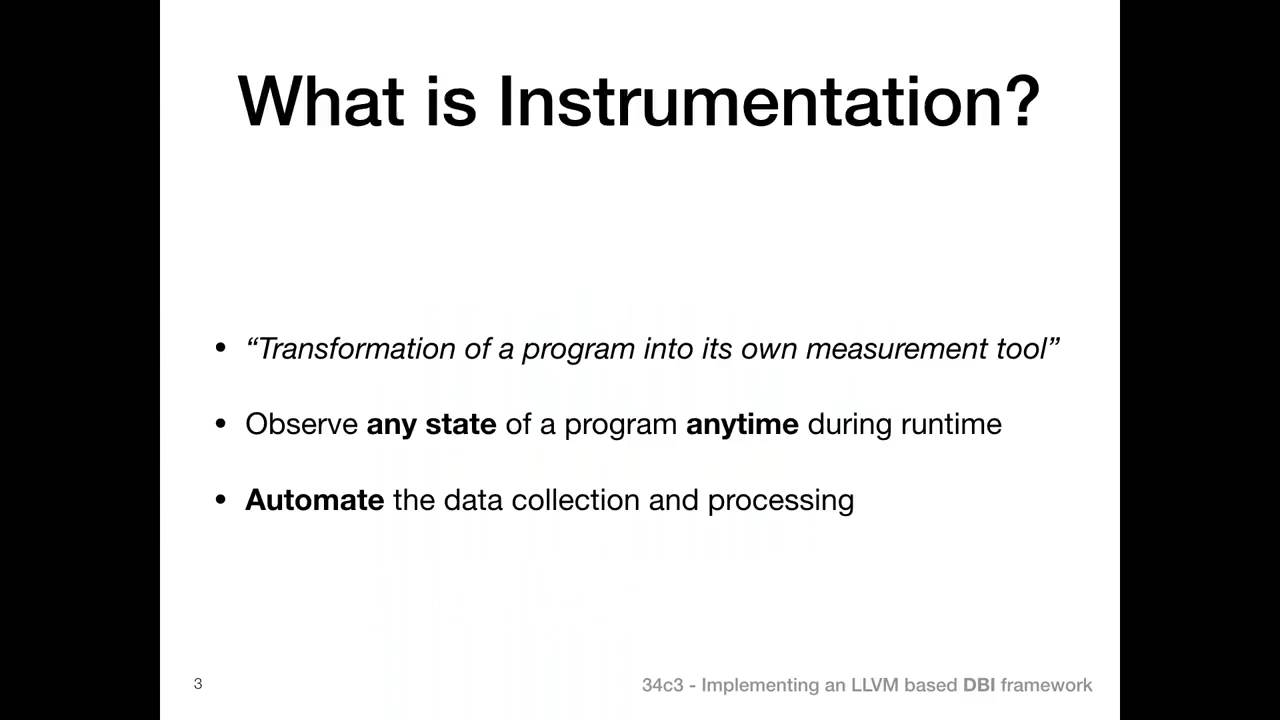 What is Instrumentation?
• “Transformation of a program into its own measurement tool”
• Observe any state of a program anytime during runtime
• Automate the data collection and processing
3
34c3 - Implementing an LLVM based DBI framework